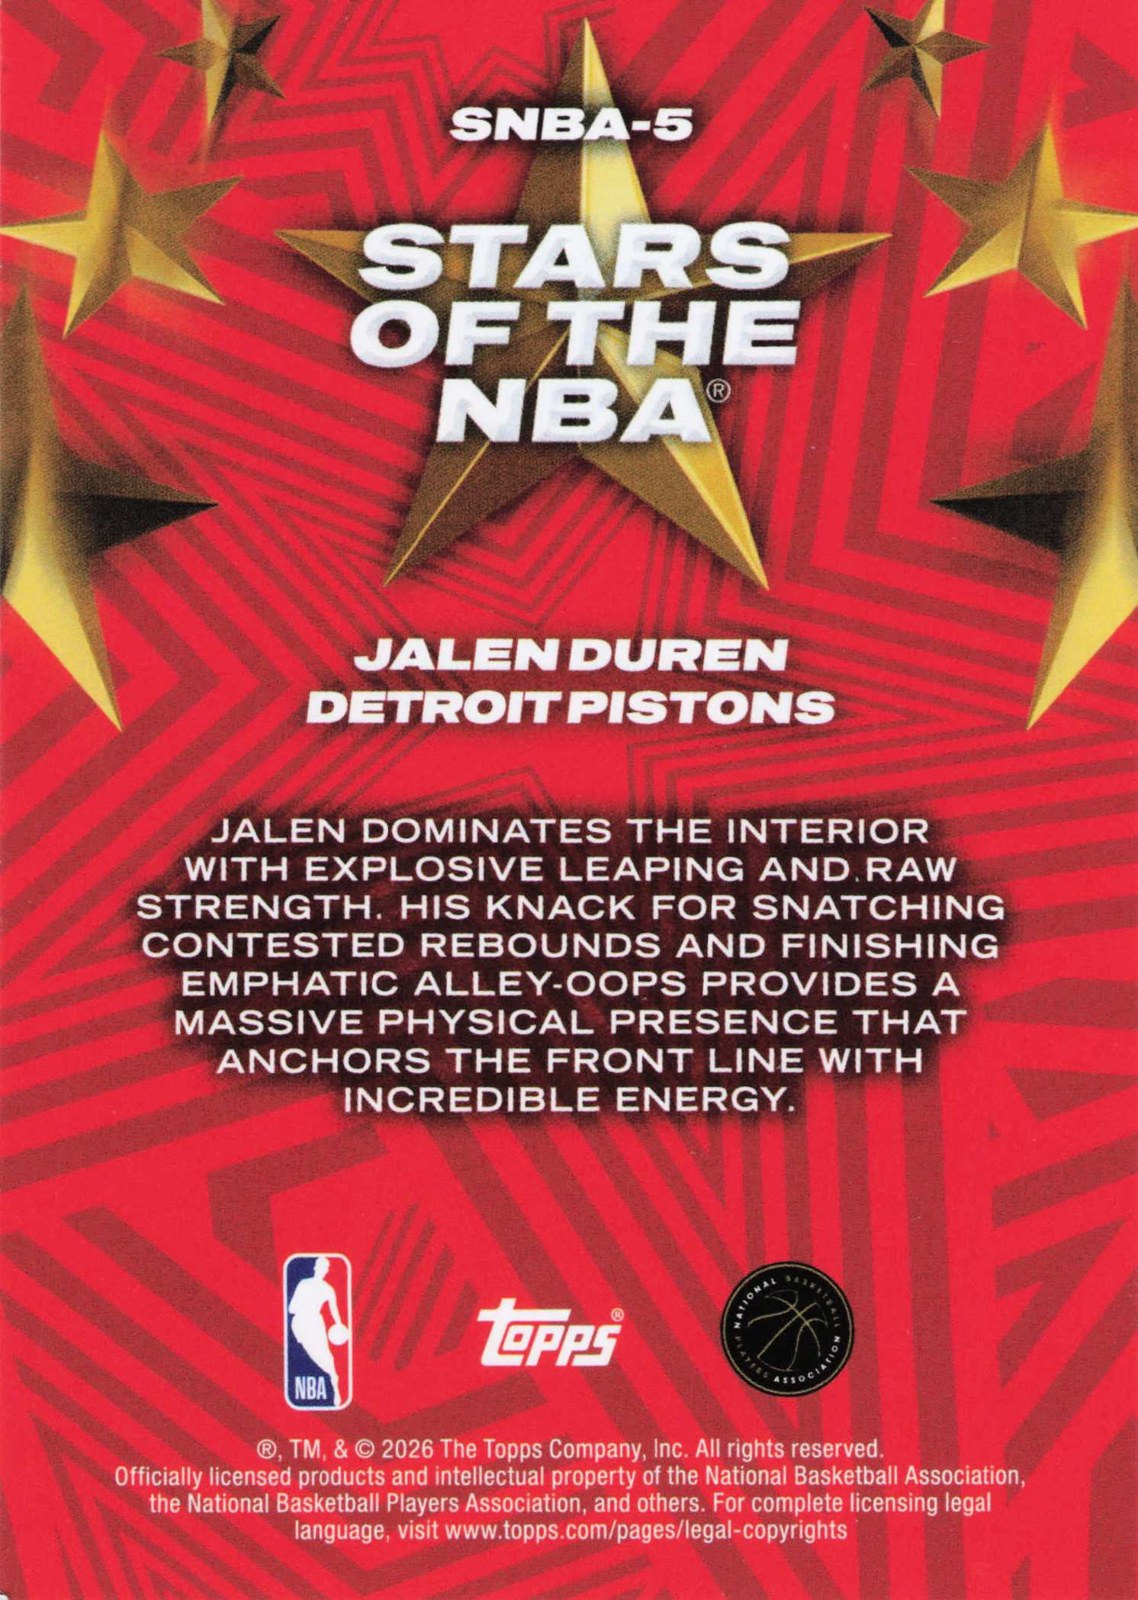 SNBA-5
STARS
OF THE
NBA®
JALEN DUREN
DETROIT PISTONS
JALEN DOMINATES THE INTERIOR
WITH EXPLOSIVE LEAPING AND RAW
STRENGTH. HIS KNACK FOR SNATCHING
CONTESTED REBOUNDS AND FINISHING
EMPHATIC ALLEY-OOPS PROVIDES A
MASSIVE PHYSICAL PRESENCE THAT
ANCHORS THE FRONT LINE WITH
INCREDIBLE ENERGY.
NBA
topps®
NATIONAL BASKETBALL
PLAYERS ASSOCIATION
®, TM, & © 2026 The Topps Company, Inc. All rights reserved.
Officially licensed products and intellectual property of the National Basketball Association,
the National Basketball Players Association, and others. For complete licensing legal
language, visit www.topps.com/pages/legal-copyrights